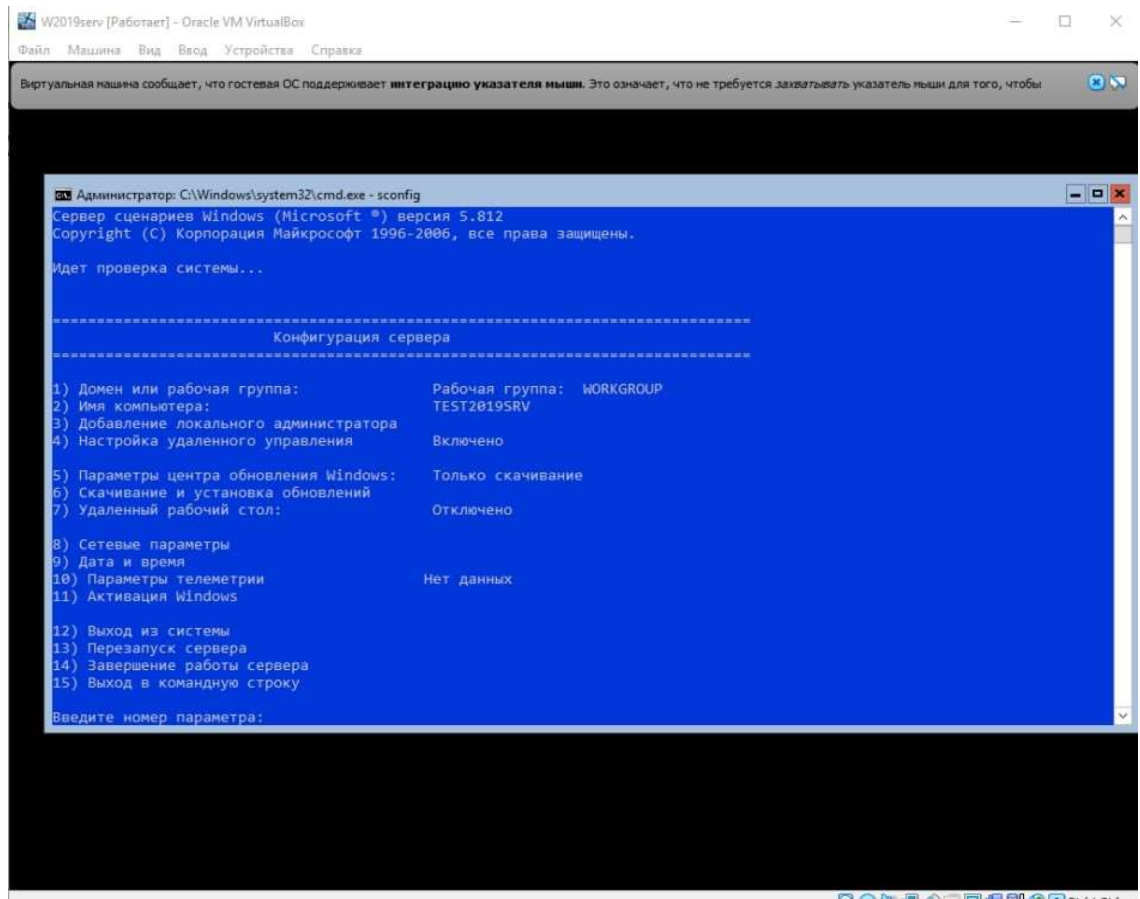 W2019serv [Работает] - Oracle VM VirtualBox
Файл Машина Вид Ввод Устройства Справка
Виртуальная машина сообщает, что гостевая ОС поддерживает интеграцию указателя мыши. Это означает, что не требуется захватывать указатель мыши для того, чтобы
Администратор: C:\Windows\system32\cmd.exe - sconfig
Сервер сценариев Windows (Microsoft ®) версия 5.812
Copyright (C) Корпорация Майкрософт 1996-2006, все права защищены.
Идет проверка системы...
===============================================================================
Конфигурация сервера
===============================================================================
1) Домен или рабочая группа: Рабочая группа: WORKGROUP
2) Имя компьютера: TEST2019SRV
3) Добавление локального администратора
4) Настройка удаленного управления Включено
5) Параметры центра обновления Windows: Только скачивание
6) Скачивание и установка обновлений
7) Удаленный рабочий стол: Отключено
8) Сетевые параметры
9) Дата и время
10) Параметры телеметрии Нет данных
11) Активация Windows
12) Выход из системы
13) Перезапуск сервера
14) Завершение работы сервера
15) Выход в командную строку
Введите номер параметра: